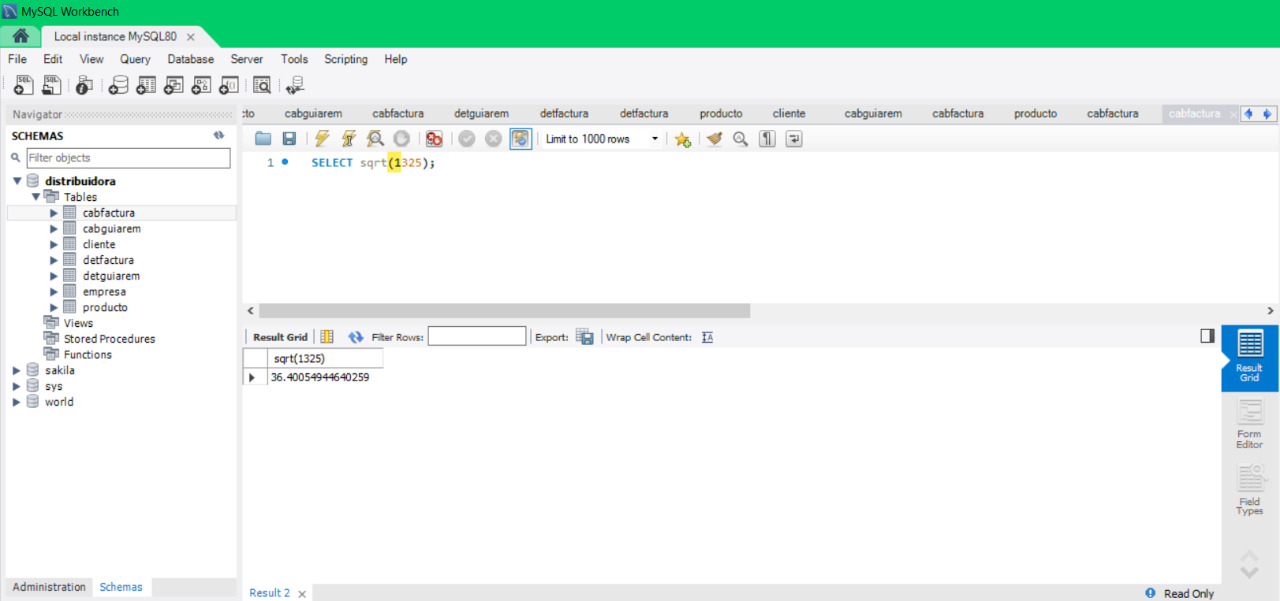 MySQL Workbench
Local instance MySQL80
File Edit View Query Database Server Tools Scripting Help
Navigator
SCHEMAS
Filter objects
distribuidora
Tables
cabfactura
cabguiarem
cliente
detfactura
detguiarem
empresa
producto
Views
Stored Procedures
Functions
sakila
sys
world
Administration Schemas
cto cabguiarem cabfactura detguiarem detfactura detfactura producto cliente cabguiarem cabfactura producto cabfactura cabfactura
Limit to 1000 rows
1 SELECT sqrt(1325);
Result Grid Filter Rows: Export: Wrap Cell Content:
sqrt(1325)
36.40054944640259
Result
Grid
Form
Editor
Field
Types
Result 2
Read Only